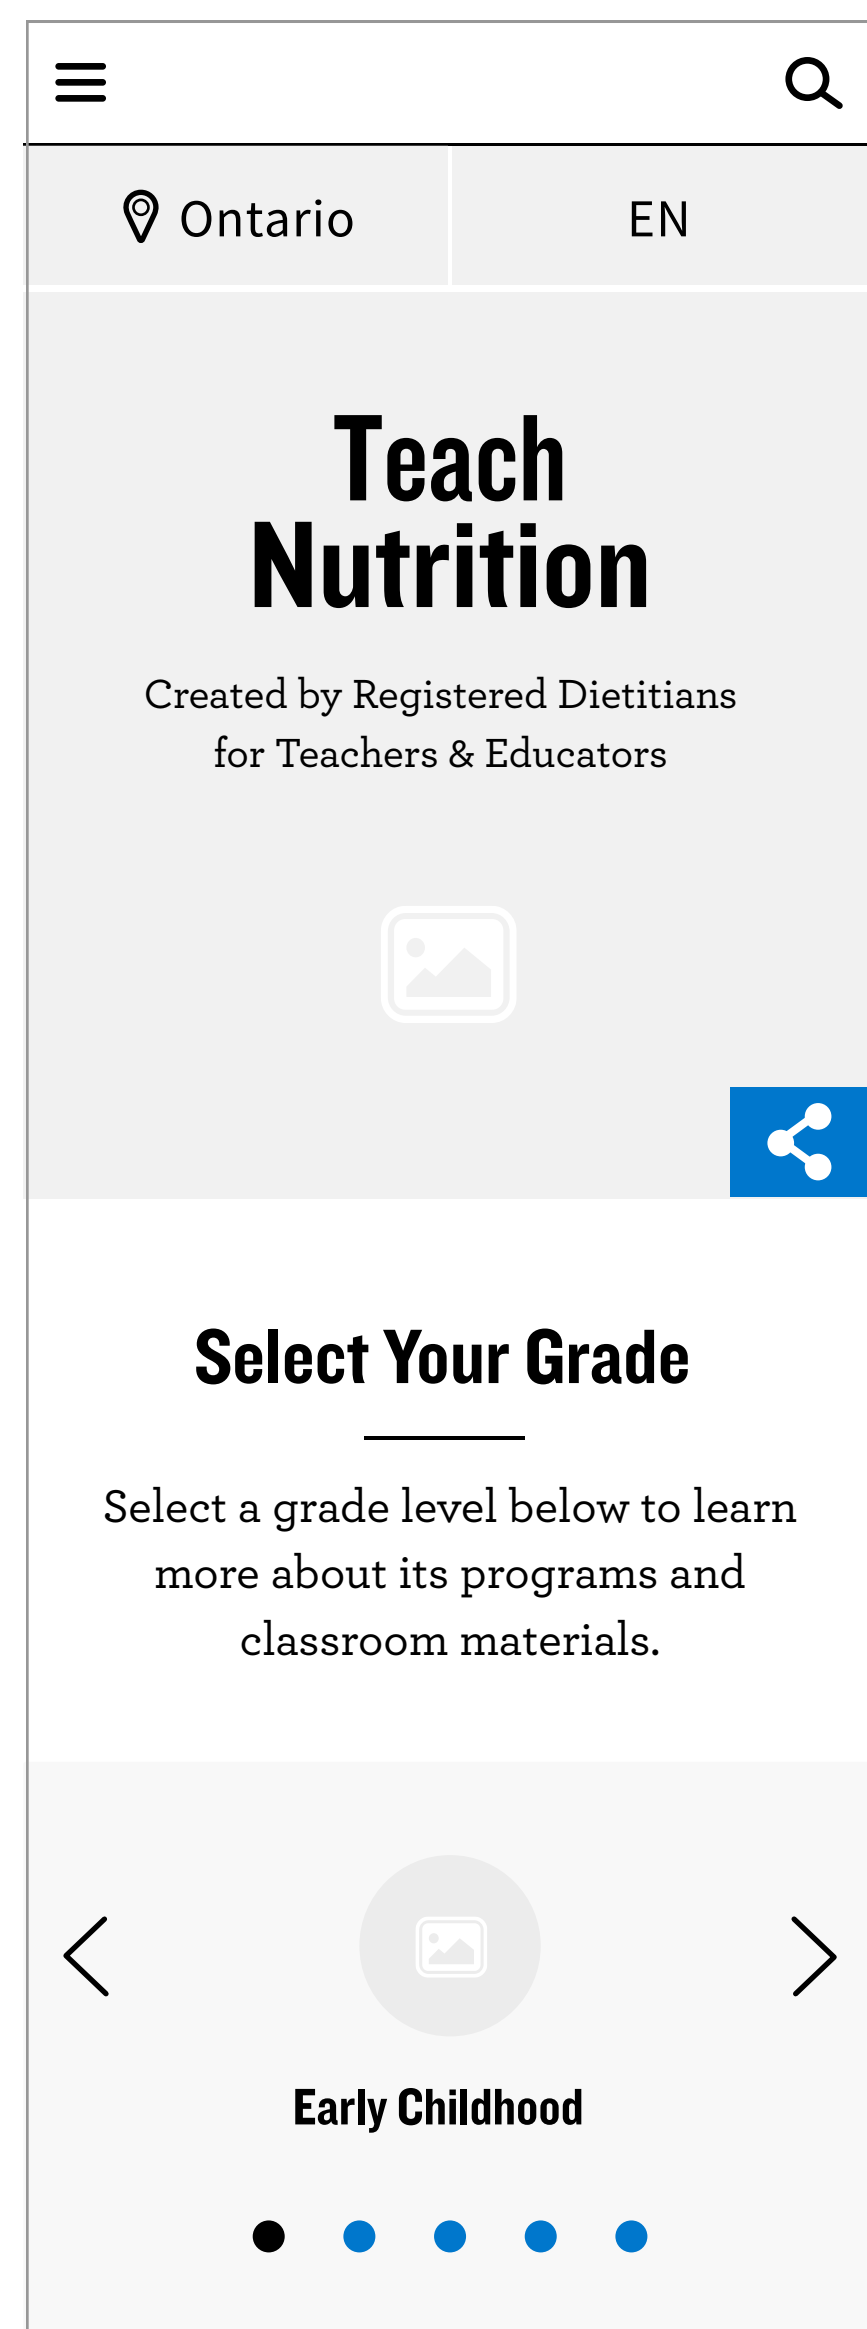 Ontario EN
Teach
Nutrition
Created by Registered Dietitians
for Teachers & Educators
Select Your Grade
Select a grade level below to learn
more about its programs and
classroom materials.
Early Childhood